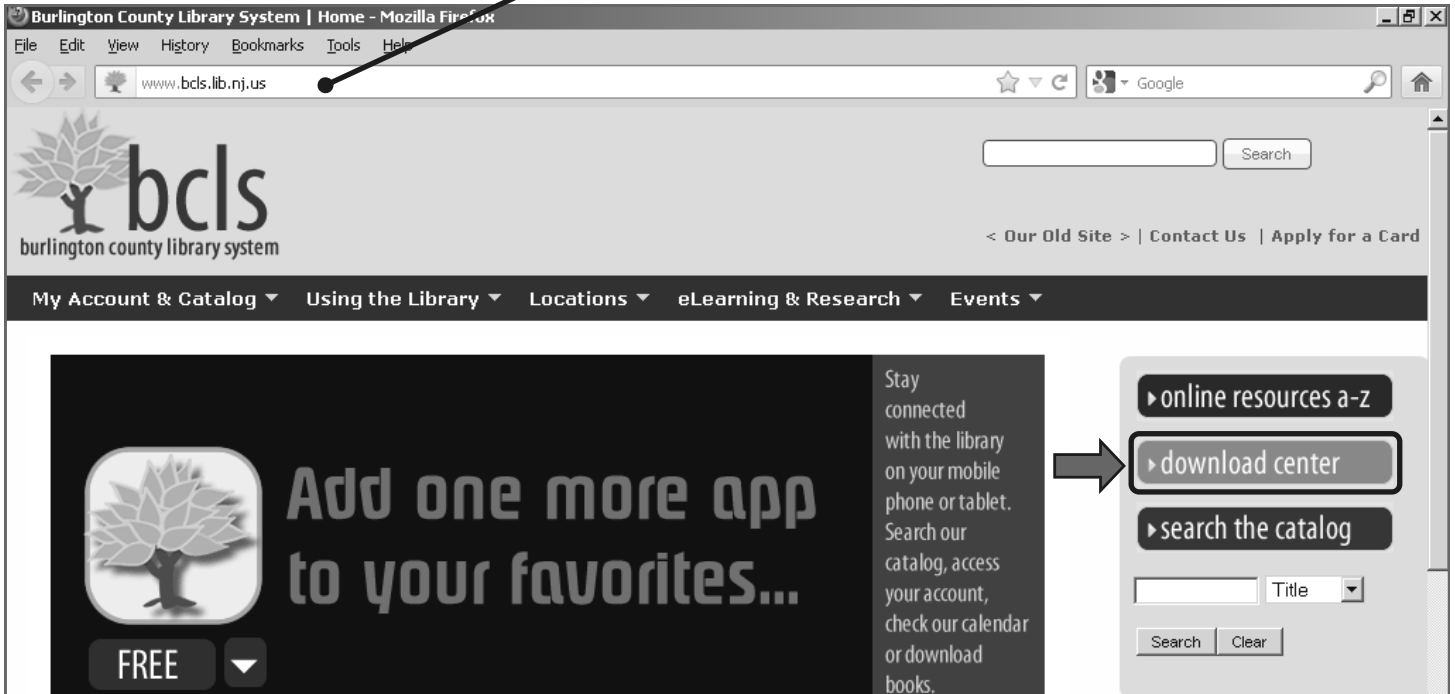 Burlington County Library System | Home - Mozilla Firefox
File Edit View History Bookmarks Tools Help
www.bcls.lib.nj.us
Google
bcls
burlington county library system
Search
< Our Old Site > | Contact Us | Apply for a Card
My Account & Catalog Using the Library Locations eLearning & Research Events
Add one more app
to your favorites...
FREE
Stay
connected
with the library
on your mobile
phone or tablet.
Search our
catalog, access
your account,
check our calendar
or download
books.
online resources a-z
download center
search the catalog
Title
Search Clear